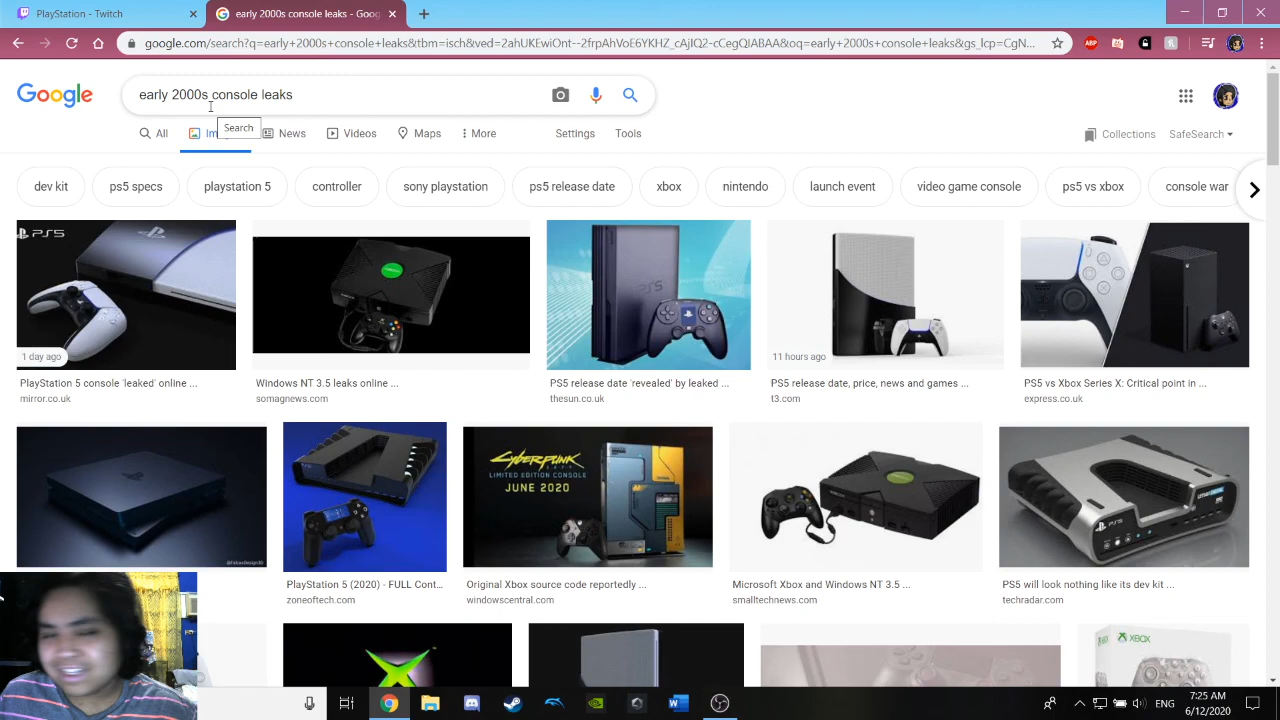 PlayStation - Twitch
early 2000s console leaks - Goog
google.com/search?q=early+2000s+console+leaks&tbm=isch&ved=2ahUKEwiOnt--2frpAhVE6YKHZ_cAJIQ2-cCegQIABAA&oq=early+2000s+console+leaks&gs_lcp=CgN...
ABP
Google
early 2000s console leaks
Search
All
News
Videos
Maps
More
Settings
Tools
Collections
SafeSearch
dev kit
ps5 specs
playstation 5
controller
sony playstation
ps5 release date
xbox
nintendo
launch event
video game console
ps5 vs xbox
console war
PS5
1 day ago
PS5
11 hours ago
PlayStation 5 console 'leaked' online ...
mirror.co.uk
Windows NT 3.5 leaks online ...
somagnews.com
PS5 release date 'revealed' by leaked ...
thesun.co.uk
PS5 release date, price, news and games ...
t3.com
PS5 vs Xbox Series X: Critical point in ...
express.co.uk
Cyberpunk
LIMITED EDITION CONSOLE
JUNE 2020
PS5
PlayStation 5 (2020) - FULL Cont...
zoneoftech.com
Original Xbox source code reportedly ...
windowscentral.com
Microsoft Xbox and Windows NT 3.5 ...
smalltechnews.com
PS5 will look nothing like its dev kit ...
techradar.com
XBOX
ENG
7:25 AM
6/12/2020